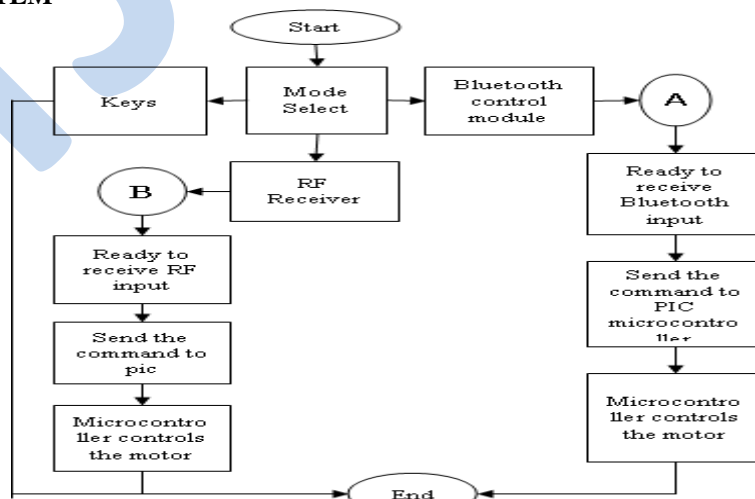 Start
Keys
Mode
Select
Bluetooth
control
module
A
B
RF
Receiver
Ready to
receive
Bluetooth
input
Ready to
receive RF
input
Send the
command to
PIC
microcontro
ller
Send the
command to
pic
Microcontro
ller controls
the motor
Microcontro
ller controls
the motor
End